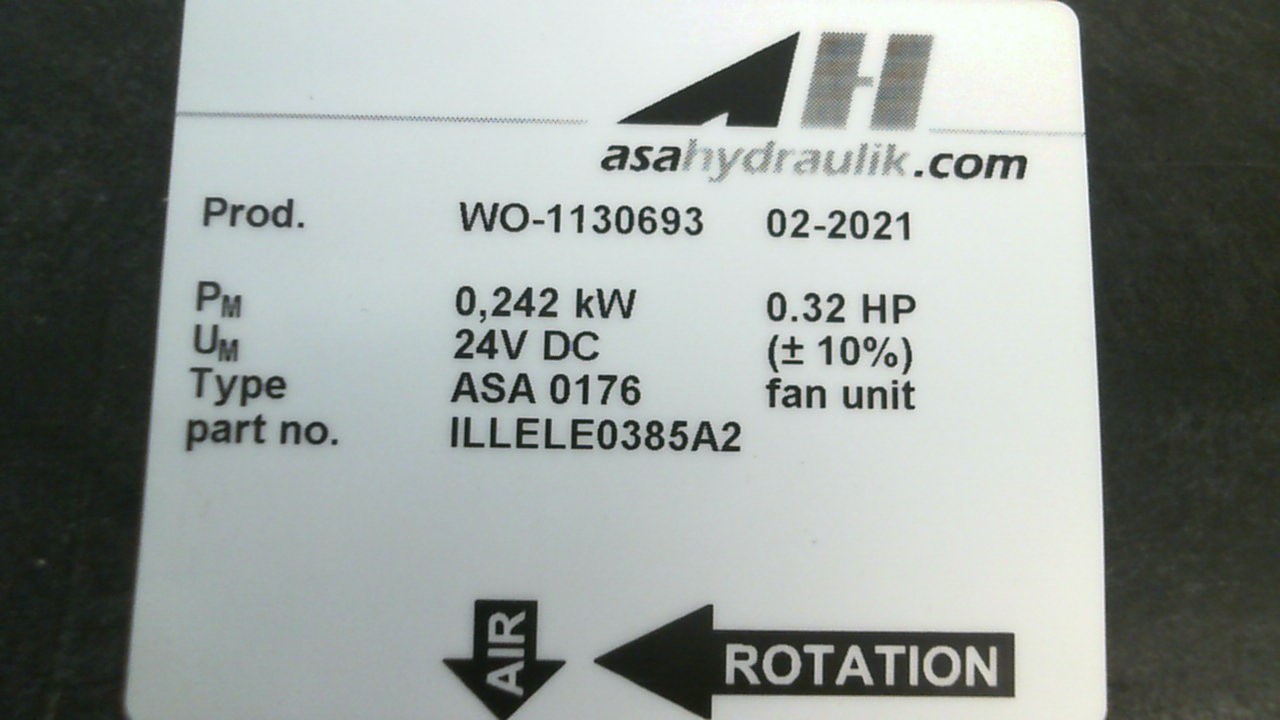 AH
asahydraulik.com
Prod. WO-1130693 02-2021
PM 0,242 kW 0.32 HP
UM 24V DC (± 10%)
Type ASA 0176 fan unit
part no. ILLELE0385A2
AIR
ROTATION